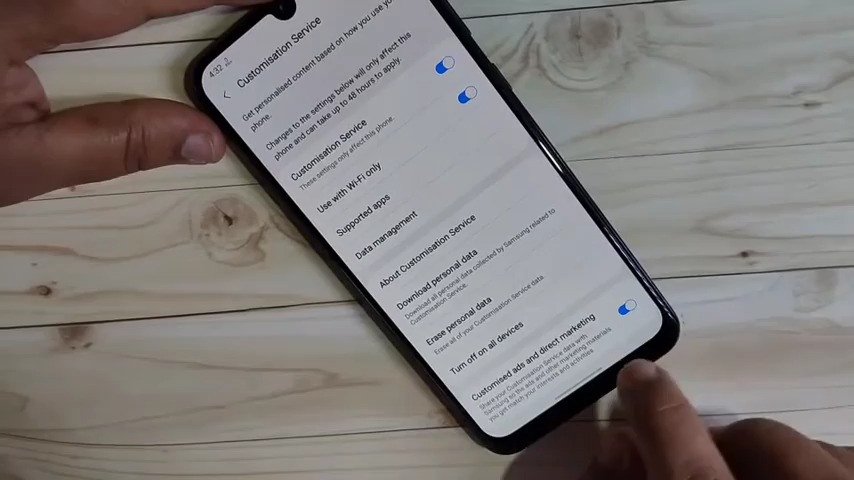 4:32
Customisation Service
Get personalised content based on how you use your
phone.
Changes to the settings below will only affect this
phone and can take up to 48 hours to apply.
Customisation Service
These settings only affect this phone.
Use with Wi-Fi only
Supported apps
Data management
About Customisation Service
Download personal data
Download all personal data collected by Samsung related to
Customisation Service.
Erase personal data
Erase all of your Customisation Service data.
Turn off on all devices
Customised ads and direct marketing
Share your Customisation Service data with
Samsung so the ads and other marketing materials
you get match your interests and activities.